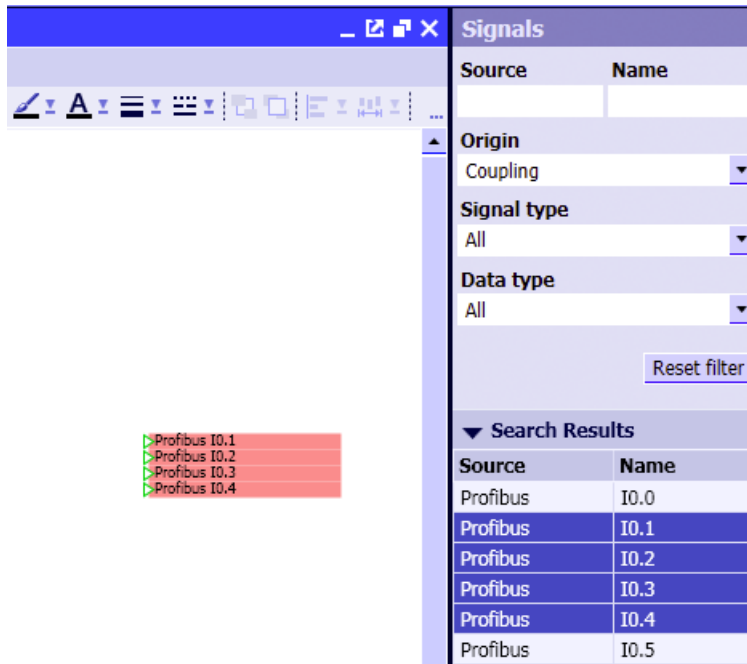 Signals
Source Name
Origin
Coupling
Signal type
All
Data type
All
Reset filter
Search Results
Source Name
Profibus I0.0
Profibus I0.1
Profibus I0.2
Profibus I0.3
Profibus I0.4
Profibus I0.5
A
...
Profibus I0.1
Profibus I0.2
Profibus I0.3
Profibus I0.4